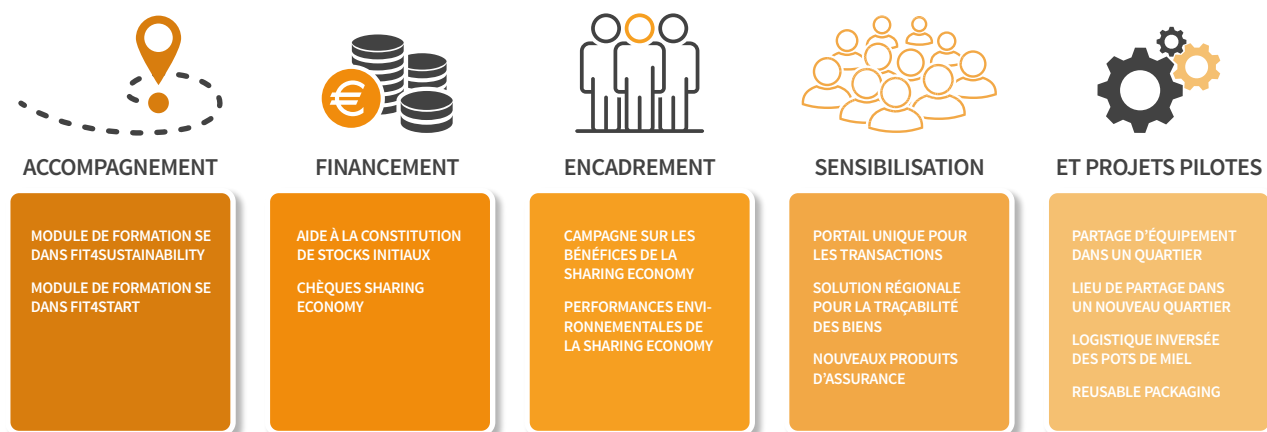 ACCOMPAGNEMENT
MODULE DE FORMATION SE
DANS FIT4SUSTAINABILITY
MODULE DE FORMATION SE
DANS FIT4START
FINANCEMENT
AIDE À LA CONSTITUTION
DE STOCKS INITIAUX
CHÈQUES SHARING
ECONOMY
ENCADREMENT
CAMPAGNE SUR LES
BÉNÉFICES DE LA
SHARING ECONOMY
PERFORMANCES ENVI-
RONNEMENTALES DE
LA SHARING ECONOMY
SENSIBILISATION
PORTAIL UNIQUE POUR
LES TRANSACTIONS
SOLUTION RÉGIONALE
POUR LA TRAÇABILITÉ
DES BIENS
NOUVEAUX PRODUITS
D'ASSURANCE
ET PROJETS PILOTES
PARTAGE D'ÉQUIPEMENT
DANS UN QUARTIER
LIEU DE PARTAGE DANS
UN NOUVEAU QUARTIER
LOGISTIQUE INVERSÉE
DES POTS DE MIEL
REUSABLE PACKAGING